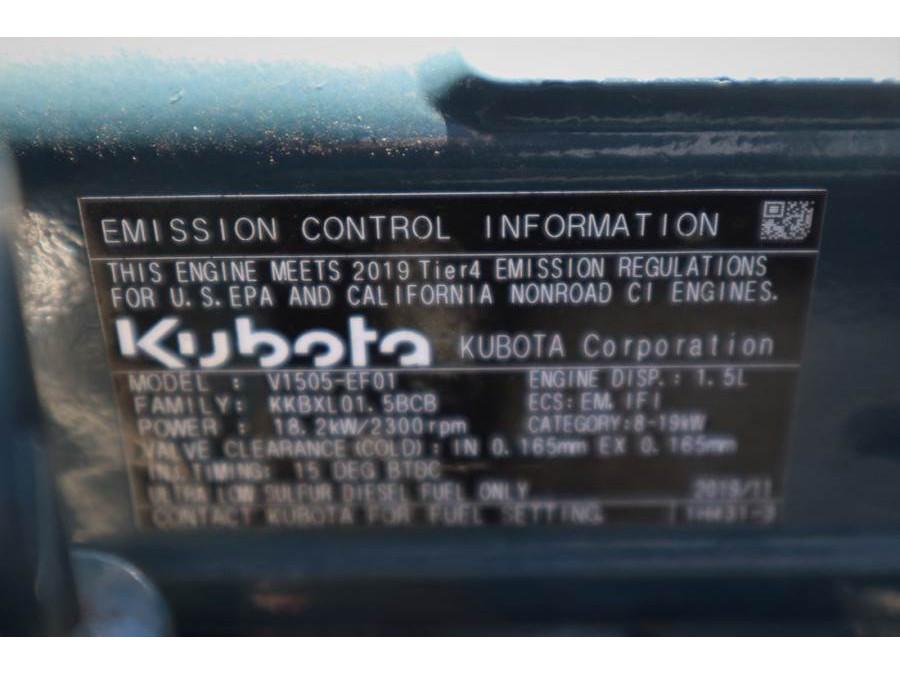 EMISSION CONTROL INFORMATION
THIS ENGINE MEETS 2019 Tier4 EMISSION REGULATIONS
FOR U.S.EPA AND CALIFORNIA NONROAD CI ENGINES.
Kubota KUBOTA Corporation
MODEL : V1505-EF01 ENGINE DISP.: 1.5L
FAMILY: KKBXL01.5BCB ECS:EM,IFI
POWER : 18.2kW/2300rpm CATEGORY:8-19kW
VALVE CLEARANCE(COLD): IN 0.165mm EX 0.165mm
INJ.TIMING: 15 DEG BTDC
ULTRA LOW SULFUR DIESEL FUEL ONLY 2019/11
CONTACT KUBOTA FOR FUEL SETTING.